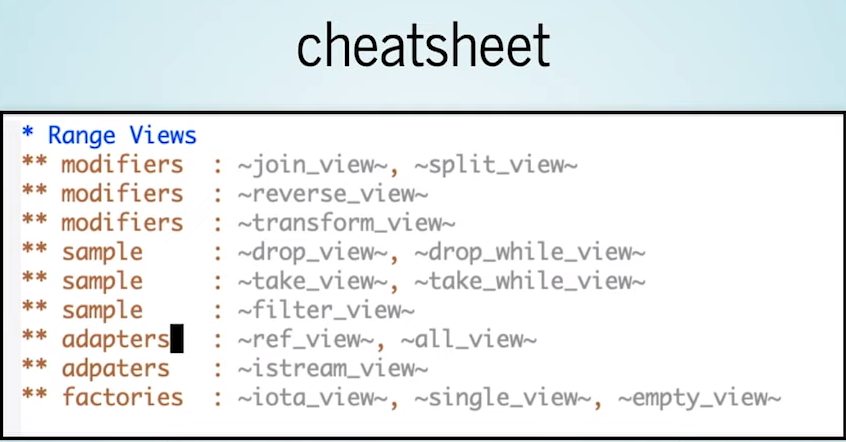 cheatsheet
* Range Views
** modifiers : ~join_view~, ~split_view~
** modifiers : ~reverse_view~
** modifiers : ~transform_view~
** sample : ~drop_view~, ~drop_while_view~
** sample : ~take_view~, ~take_while_view~
** sample : ~filter_view~
** adapters : ~ref_view~, ~all_view~
** adpaters : ~istream_view~
** factories : ~iota_view~, ~single_view~, ~empty_view~